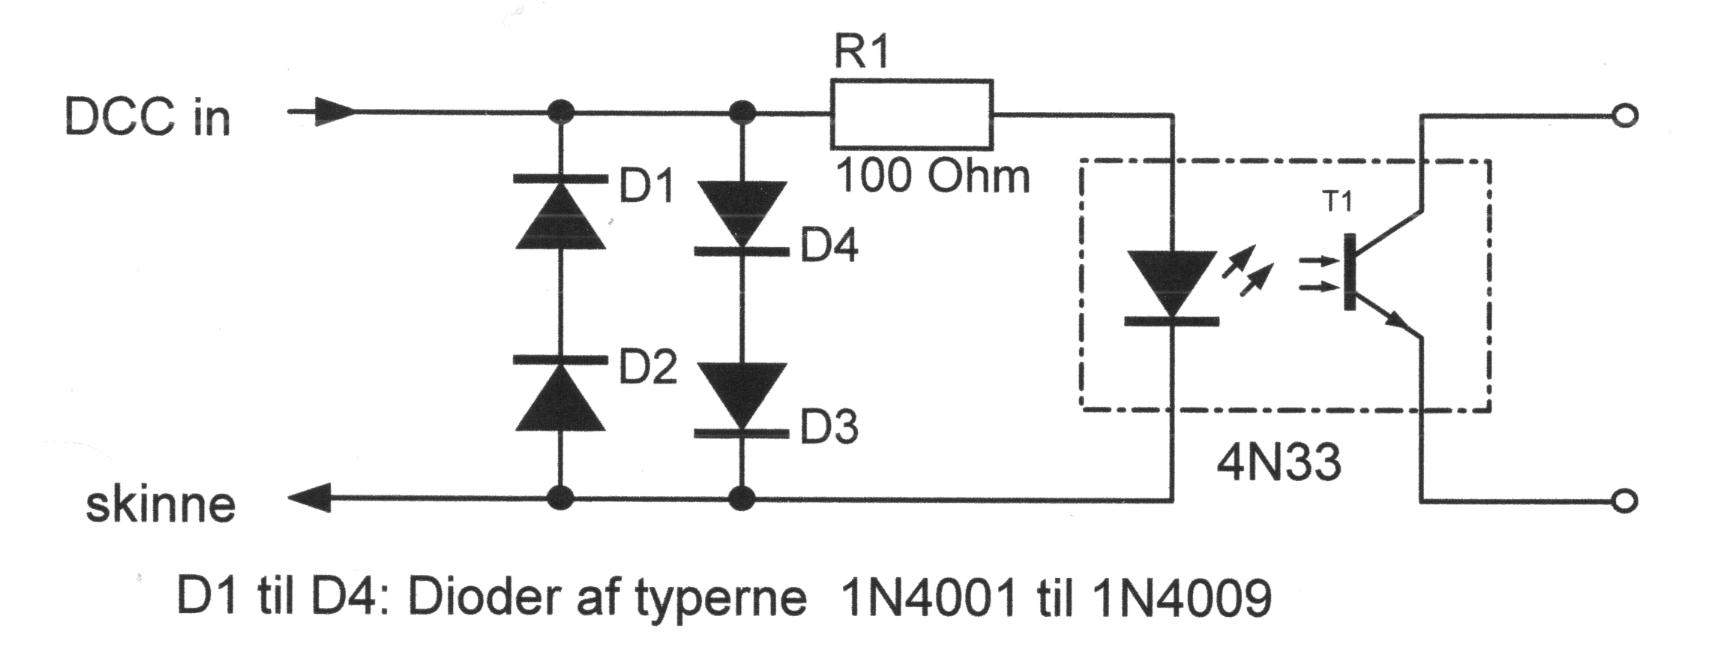 R1
DCC in
100 Ohm
D1
T1
D4
D2
D3
4N33
skinne
D1 til D4: Dioder af typerne 1N4001 til 1N4009